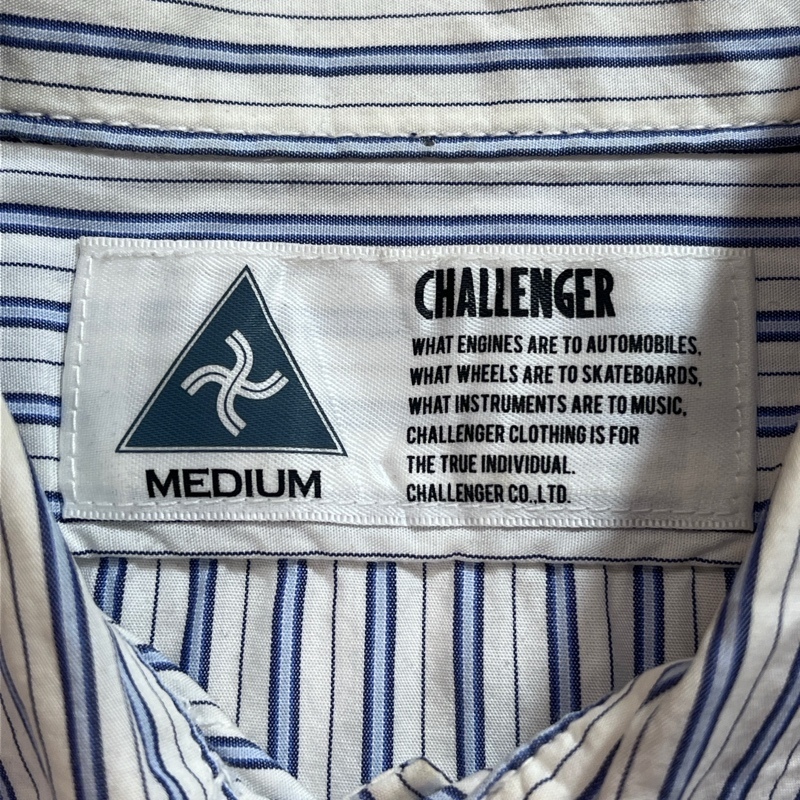 CHALLENGER
WHAT ENGINES ARE TO AUTOMOBILES,
WHAT WHEELS ARE TO SKATEBOARDS,
WHAT INSTRUMENTS ARE TO MUSIC,
CHALLENGER CLOTHING IS FOR
THE TRUE INDIVIDUAL.
CHALLENGER CO.,LTD.
MEDIUM